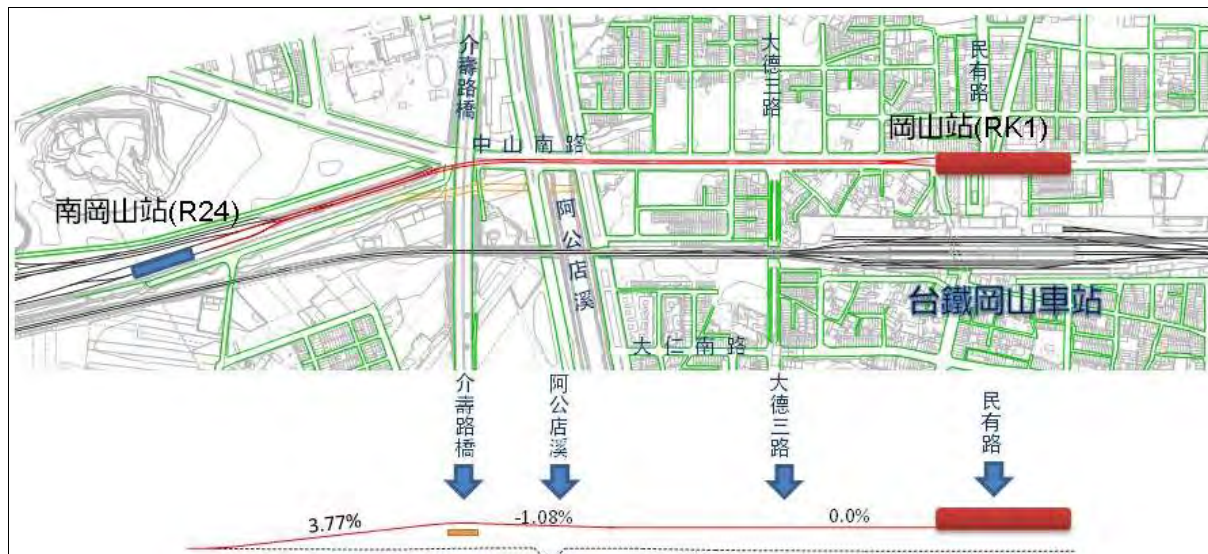 介壽路橋
大德三路
民有路
中山南路
岡山站(RK1)
南岡山站(R24)
阿公店溪
台鐵岡山車站
大仁南路
介壽路橋
阿公店溪
大德三路
民有路
3.77%
-1.08%
0.0%